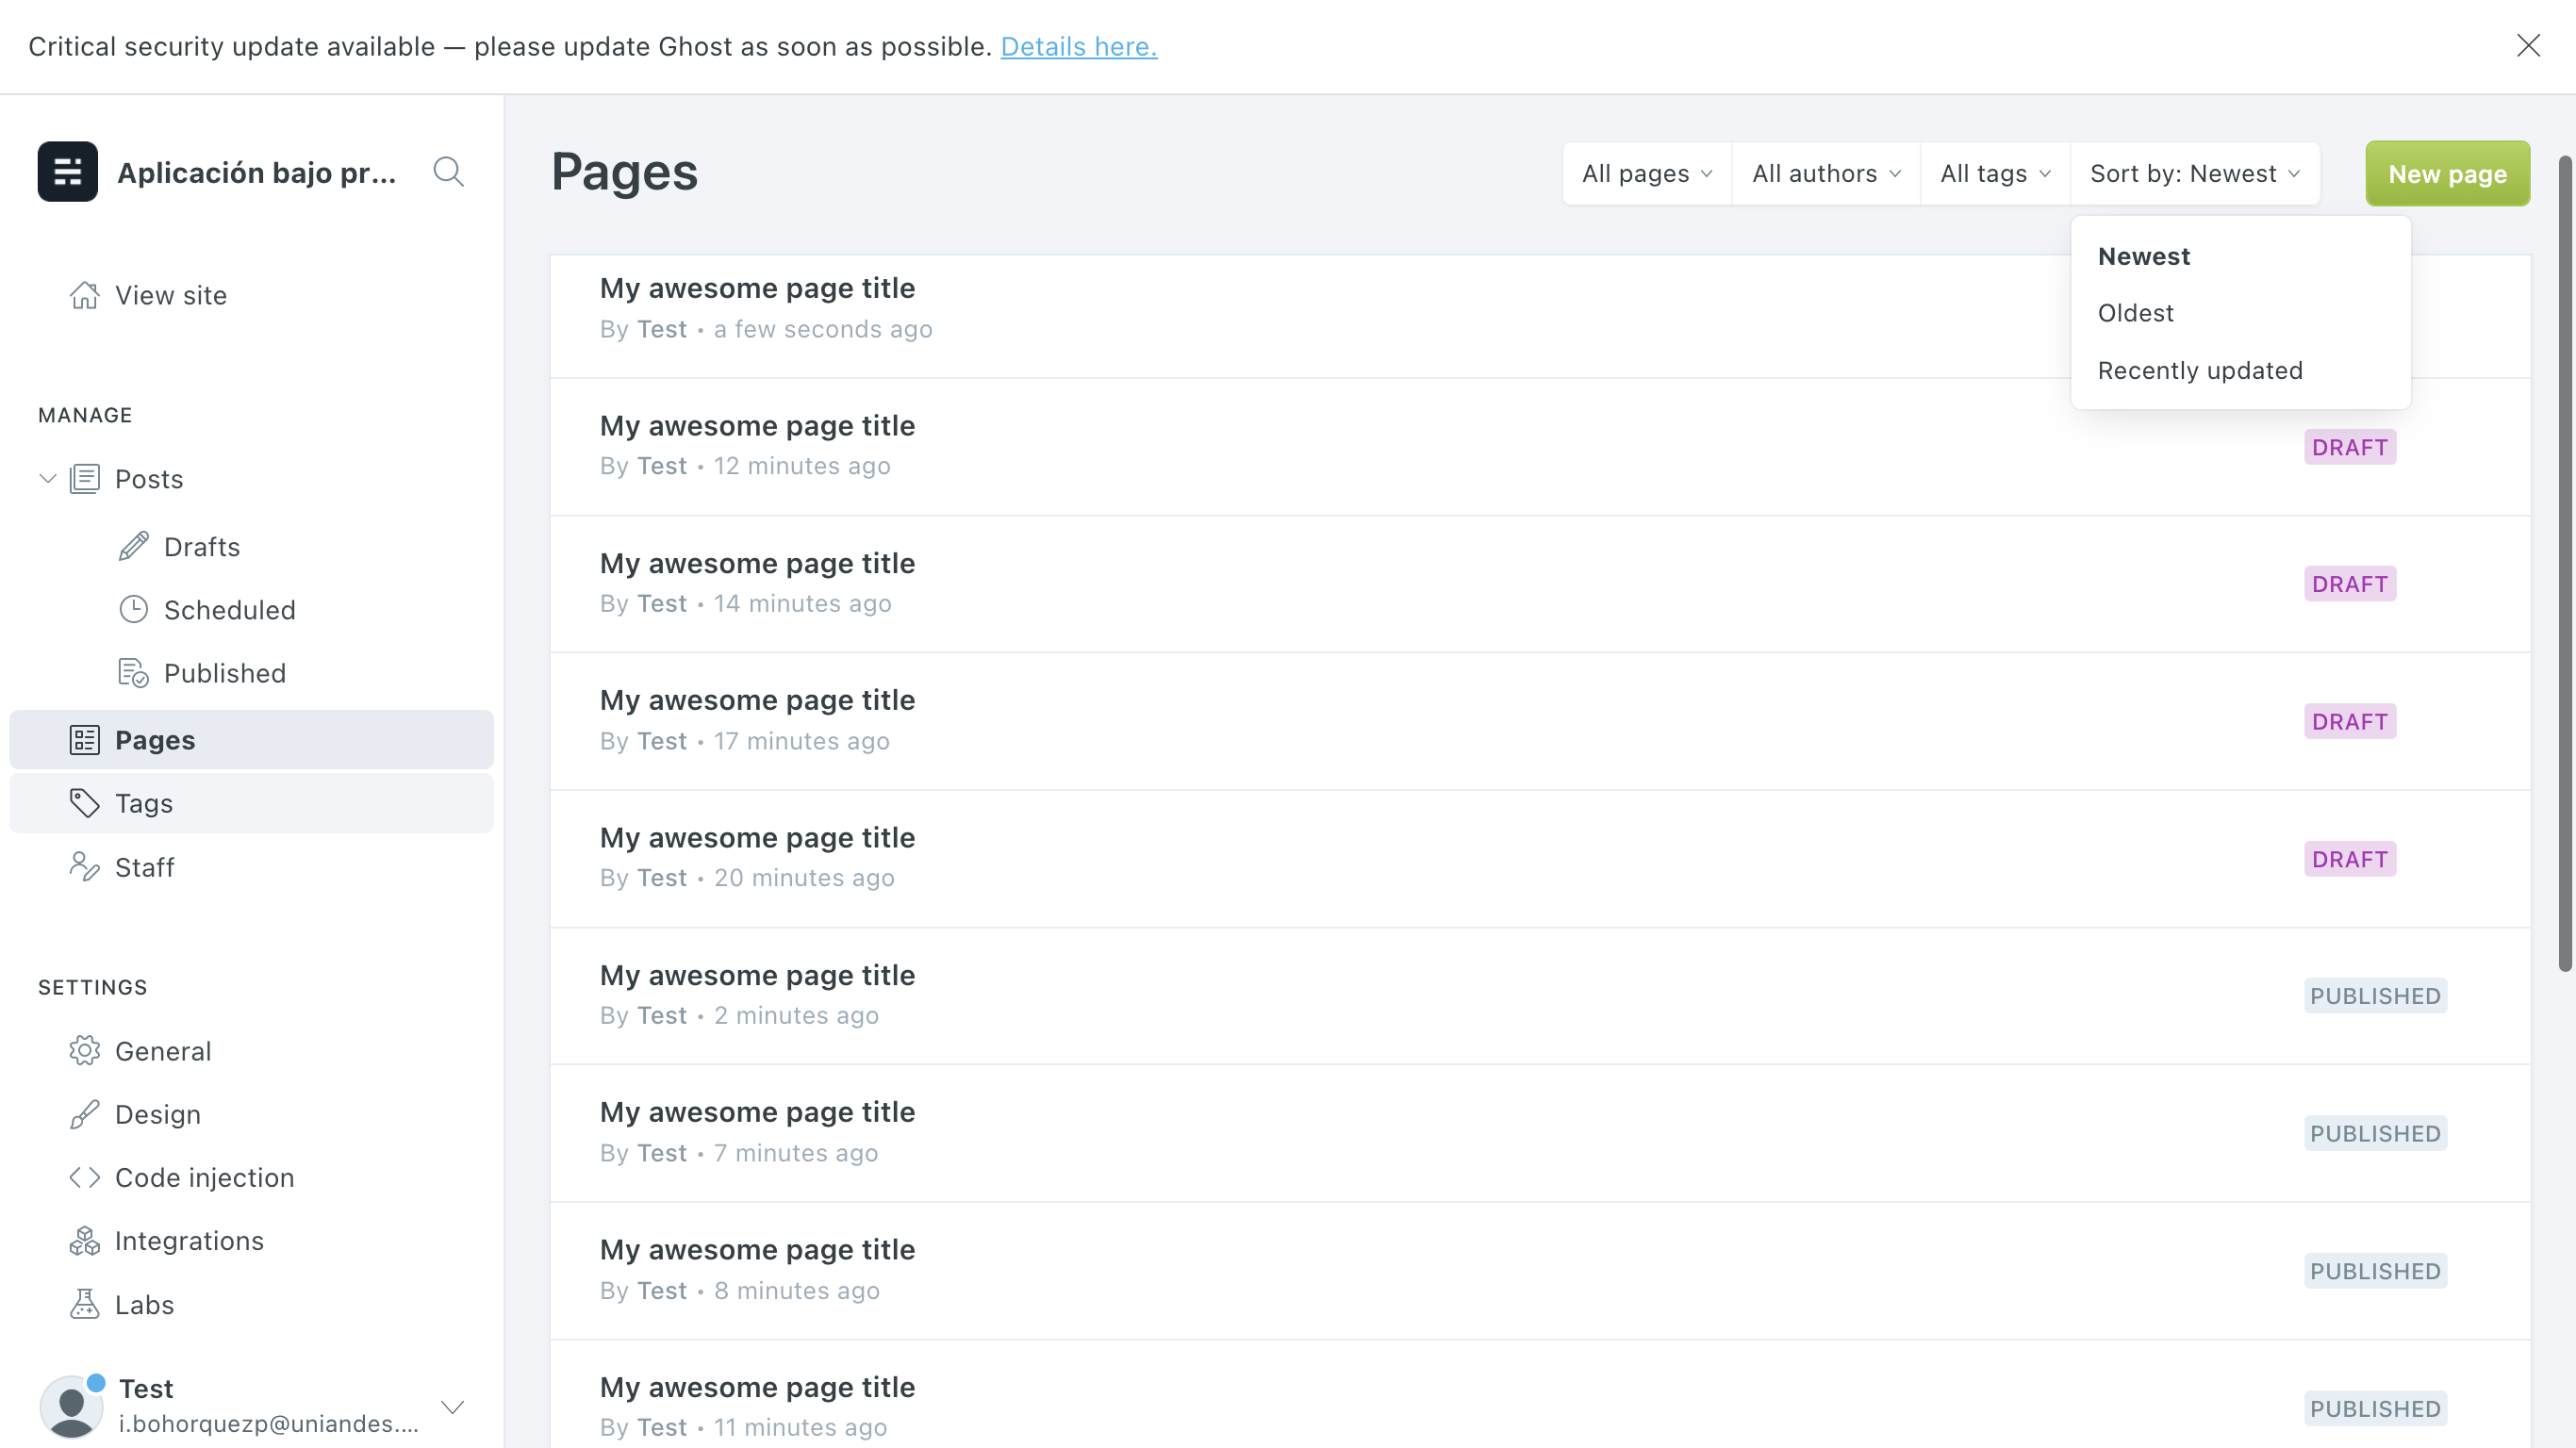 Critical security update available — please update Ghost as soon as possible. Details here.
Aplicación bajo pr...
View site
MANAGE
Posts
Drafts
Scheduled
Published
Pages
Tags
Staff
SETTINGS
General
Design
Code injection
Integrations
Labs
Test
i.bohorquezp@uniandes....
Pages
All pages
All authors
All tags
Sort by: Newest
New page
Newest
Oldest
Recently updated
My awesome page title
By Test • a few seconds ago
My awesome page title
By Test • 12 minutes ago
DRAFT
My awesome page title
By Test • 14 minutes ago
DRAFT
My awesome page title
By Test • 17 minutes ago
DRAFT
My awesome page title
By Test • 20 minutes ago
DRAFT
My awesome page title
By Test • 2 minutes ago
PUBLISHED
My awesome page title
By Test • 7 minutes ago
PUBLISHED
My awesome page title
By Test • 8 minutes ago
PUBLISHED
My awesome page title
By Test • 11 minutes ago
PUBLISHED